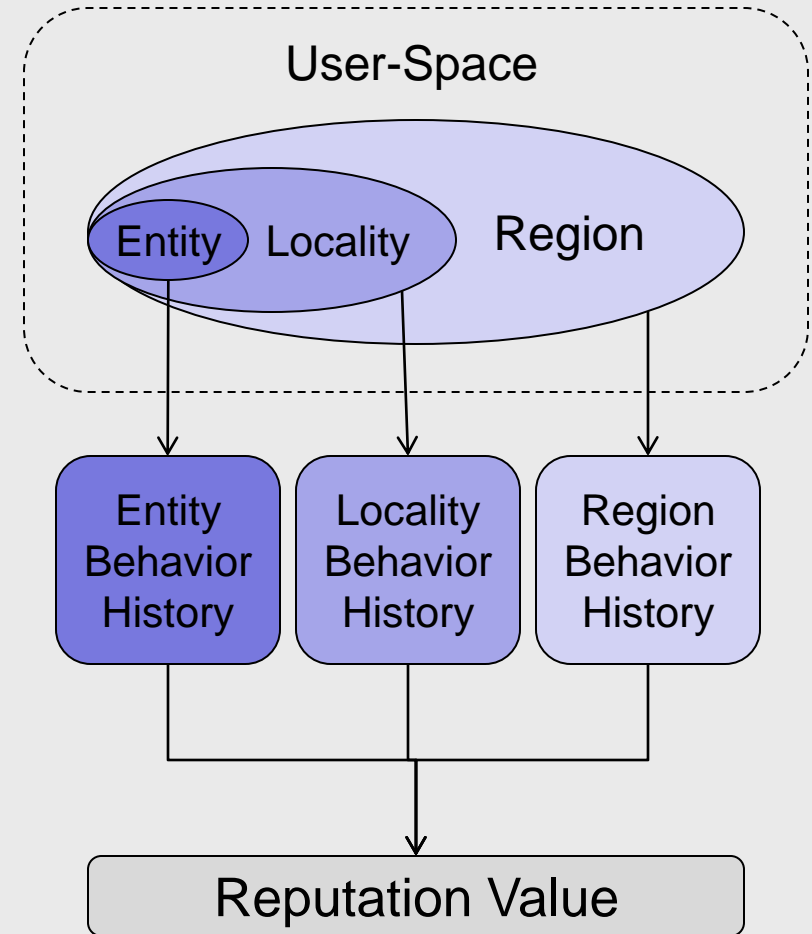 User-Space
Entity
Locality
Region
Entity
Behavior
History
Locality
Behavior
History
Region
Behavior
History
Reputation Value